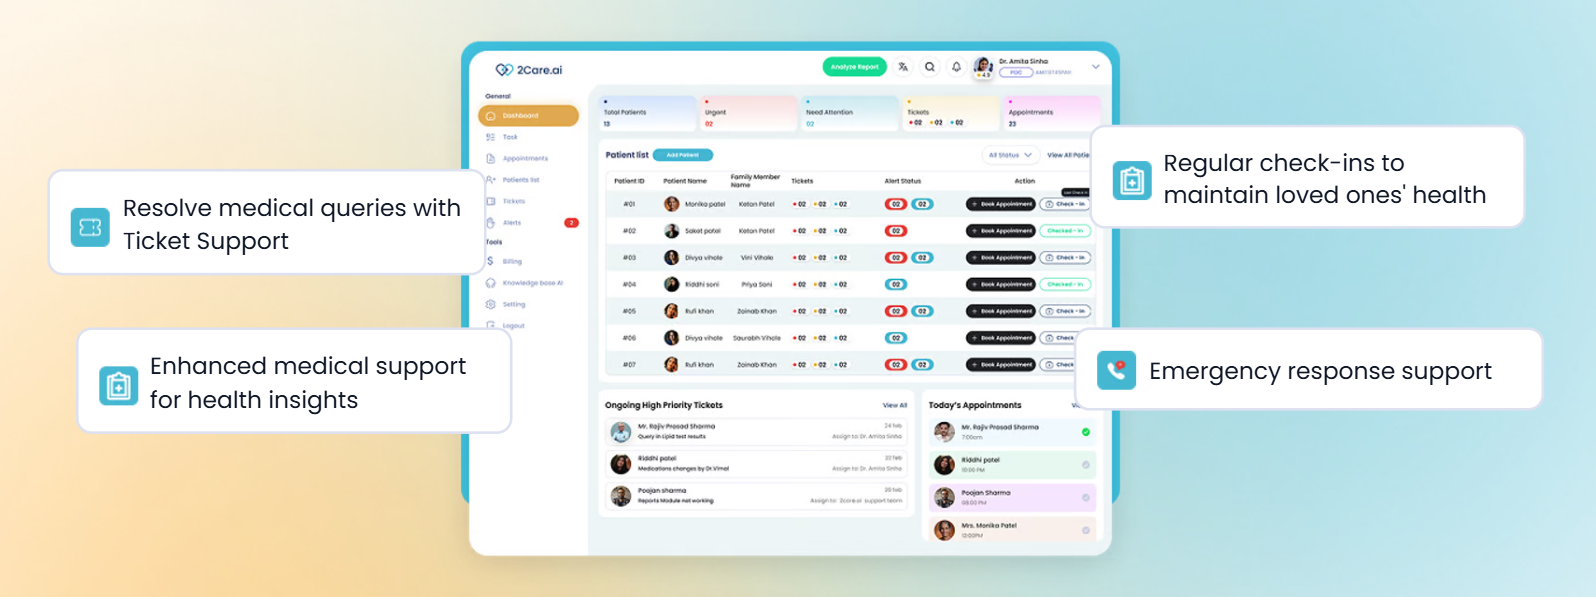 2Care.ai
Analyze Report
Dr. Amita Sinha
POC
4.9
General
Dashboard
Task
Appointments
Patients list
Tickets
Alerts
2
Tools
Billing
Knowledge base AI
Setting
Logout
Total Patients
13
Urgent
02
Need Attention
02
Tickets
02 02 02
Appointments
23
Patient list
Add Patient
All Status
View All Patie
Patient ID Patient Name Family Member Name Tickets Alert Status Action
#01 Monika patel Ketan Patel 02 02 02 02 02 + Book Appointment Check - In
#02 Saket patel Ketan Patel 02 02 02 02 + Book Appointment Checked - In
#03 Divya vihole Vini Vihole 02 02 02 02 02 + Book Appointment Check - In
#04 Riddhi soni Priya Soni 02 02 02 02 + Book Appointment Checked - In
#05 Rufi khan Zainab Khan 02 02 02 02 02 + Book Appointment Check - In
#06 Divya vihole Saurabh Vihole 02 02 02 02 + Book Appointment Check
#07 Rufi khan Zainab Khan 02 02 02 02 02 + Book Appointment Check
Ongoing High Priority Tickets
View All
Mr. Rajiv Prasad Sharma
24 feb
Query in Lipid test results
Assign to: Dr. Amita Sinha
Riddhi patel
22 feb
Medications changes by Dr.Vimal
Assign to: Dr. Amita Sinha
Poojan sharma
20 feb
Reports Module not working
Assign to: 2care.ai support team
Today's Appointments
Mr. Rajiv Prasad Sharma
7:00am
Riddhi patel
10:00 PM
Poojan Sharma
08:00 PM
Mrs. Monika Patel
12:00PM
Resolve medical queries with
Ticket Support
Enhanced medical support
for health insights
Regular check-ins to
maintain loved ones' health
Emergency response support